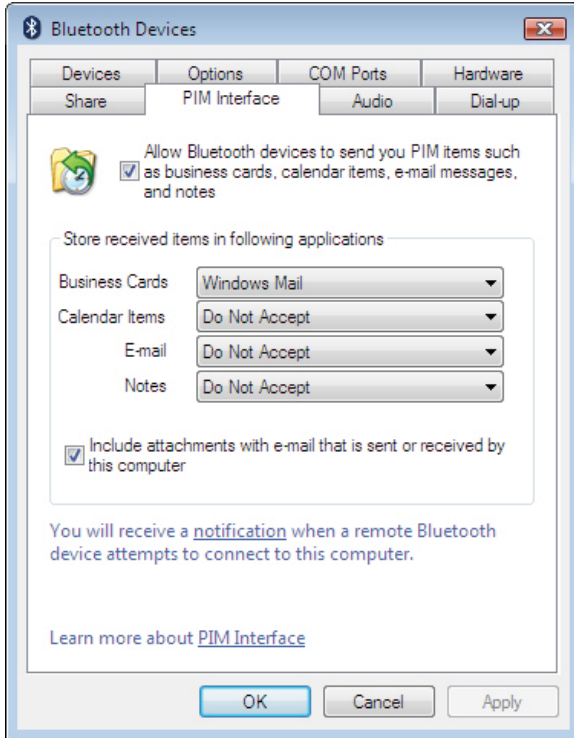 Bluetooth Devices
Devices Options COM Ports Hardware
Share PIM Interface Audio Dial-up
Allow Bluetooth devices to send you PIM items such
as business cards, calendar items, e-mail messages,
and notes
Store received items in following applications
Business Cards Windows Mail
Calendar Items Do Not Accept
E-mail Do Not Accept
Notes Do Not Accept
Include attachments with e-mail that is sent or received by
this computer
You will receive a notification when a remote Bluetooth
device attempts to connect to this computer.
Learn more about PIM Interface
OK Cancel Apply